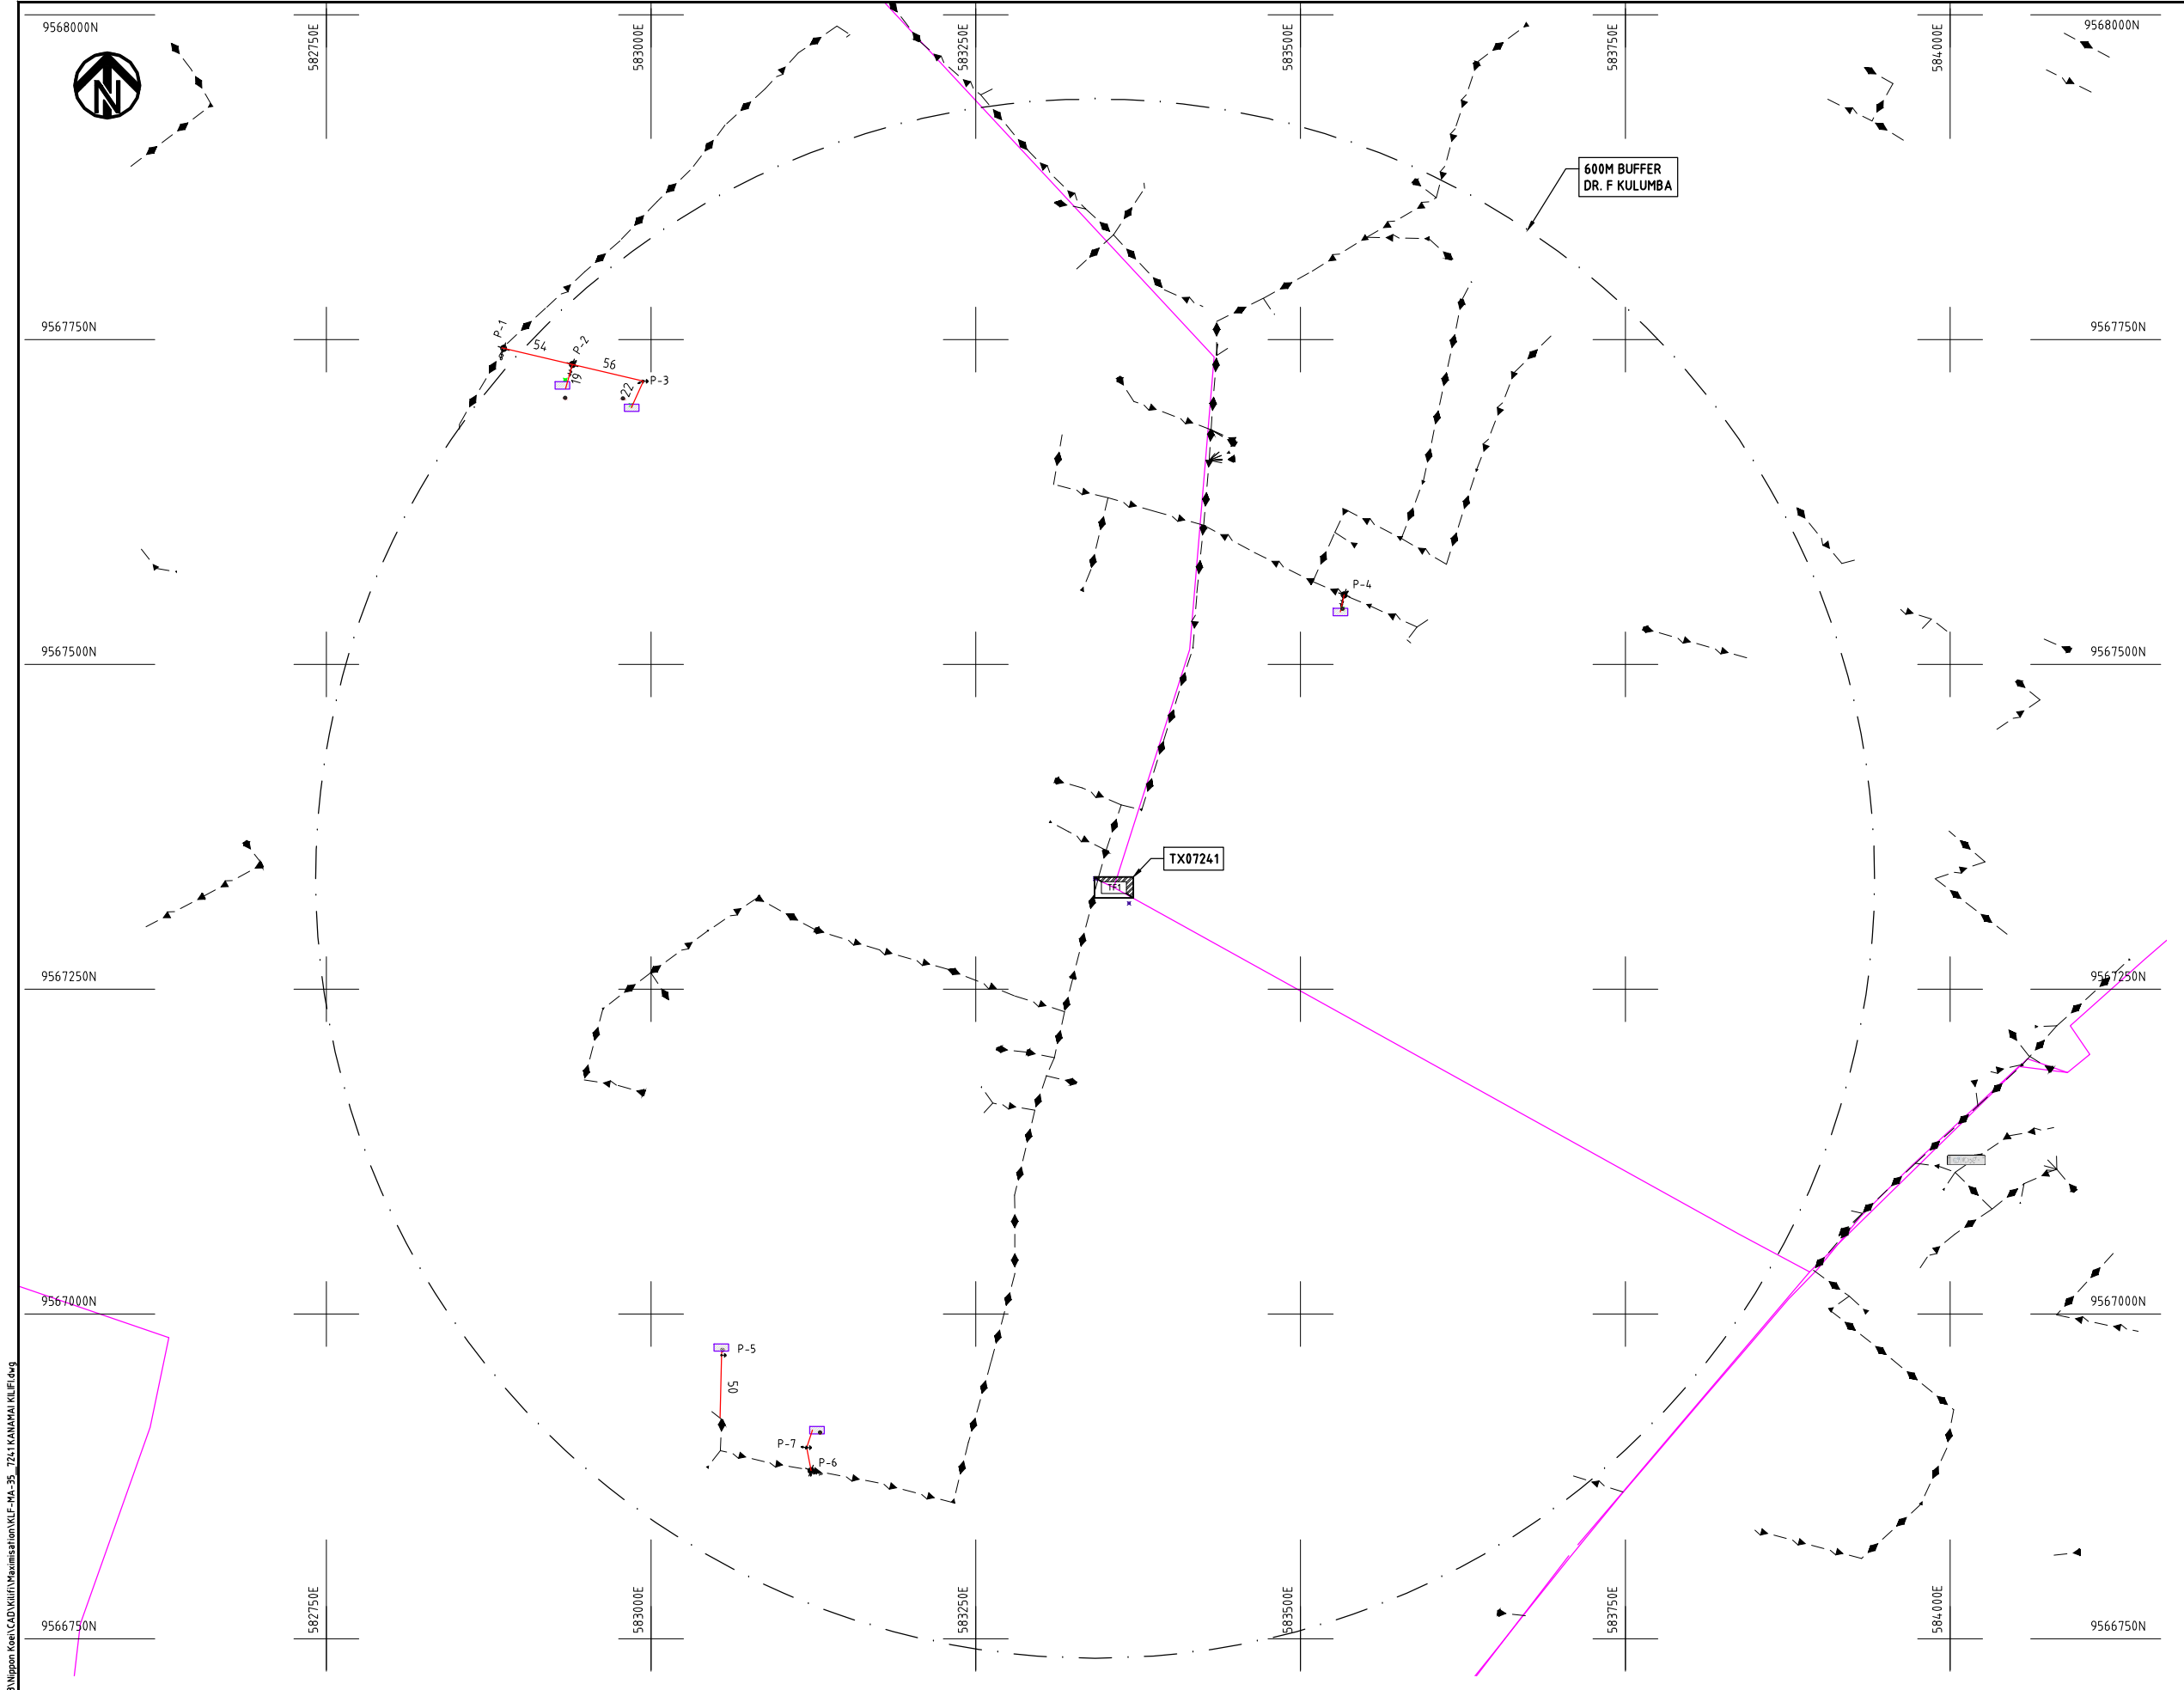 9568000N
582750E
583000E
583250E
583500E
583750E
584000E
9568000N
N
600M BUFFER
DR. F KULUMBA
9567750N
9567750N
P-1
54
P-2
56
19
22
P-3
P-4
9567500N
9567500N
TX07241
TF1
9567250N
9567250N
9567000N
9567000N
P-5
50
P-7
P-6
9566750N
582750E
583000E
583250E
583500E
583750E
584000E
9566750N
\Nippon Koei\CAD\Kilifi\Maximisation\KLF-MA-35_7241 KANAMAI KILIFI.dwg